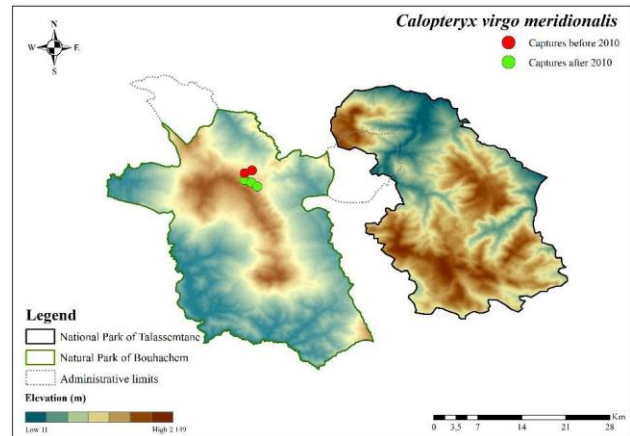 Calopteryx virgo meridionalis
Captures before 2010
Captures after 2010
N
W E
S
Legend
National Park of Talassemtane
Natural Park of Bouhachem
Administrative limits
Elevation (m)
Low 11 High 2 149
Km
0 3,5 7 14 21 28